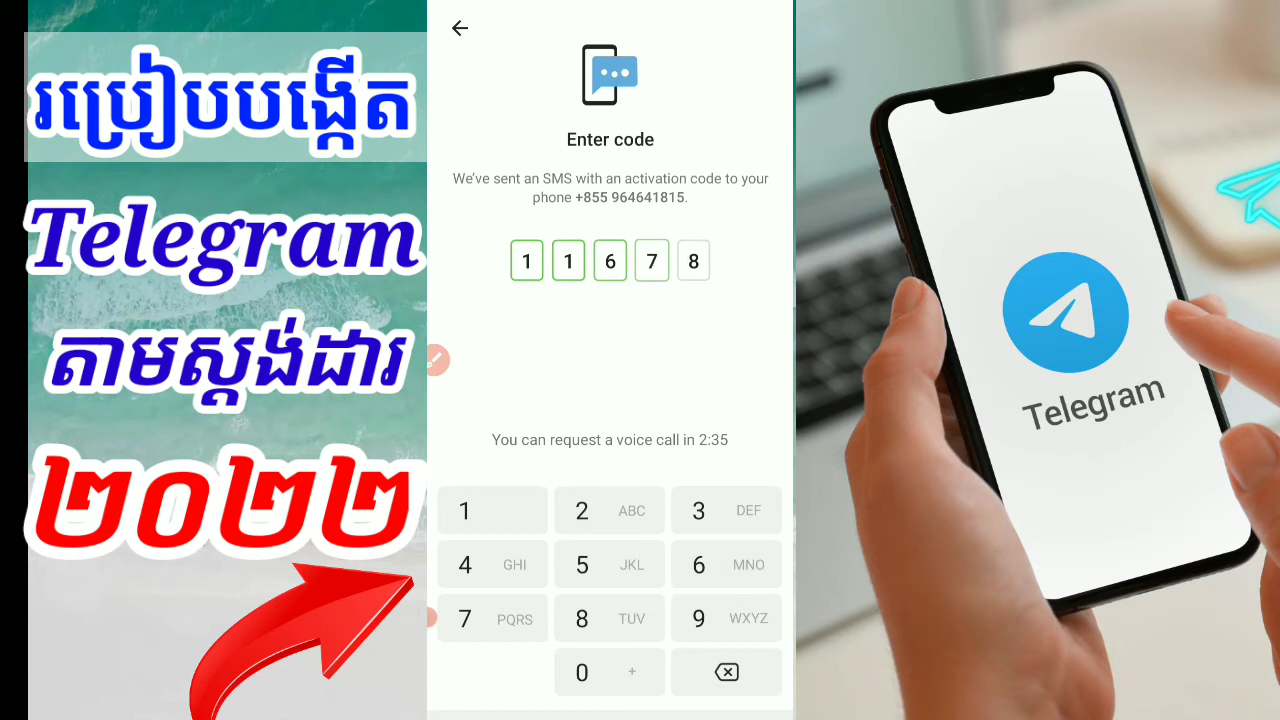 របៀបបង្កើត
Telegram
តាមស្តង់ដារ
២០២២
Enter code
We've sent an SMS with an activation code to your
phone +855 964641815.
1 1 6 7 8
You can request a voice call in 2:35
1
2 ABC
3 DEF
4 GHI
5 JKL
6 MNO
7 PQRS
8 TUV
9 WXYZ
0 +
Telegram